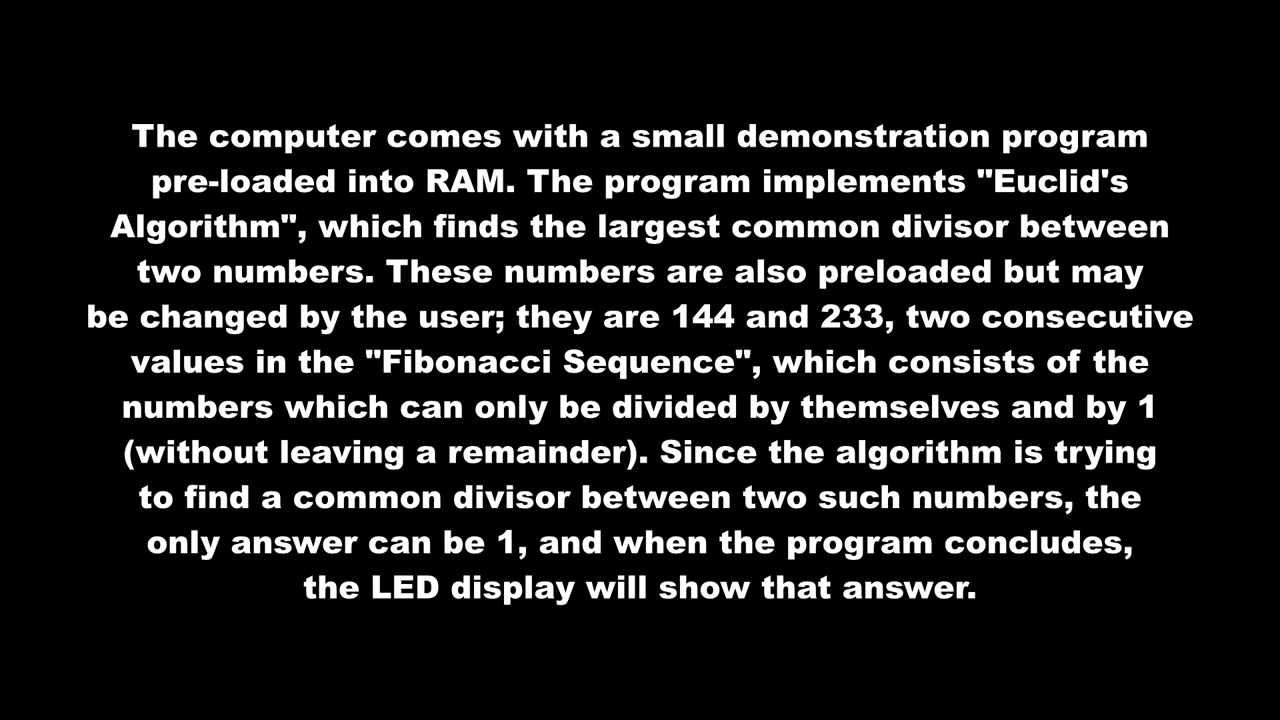 The computer comes with a small demonstration program
pre-loaded into RAM. The program implements "Euclid's
Algorithm", which finds the largest common divisor between
two numbers. These numbers are also preloaded but may
be changed by the user; they are 144 and 233, two consecutive
values in the "Fibonacci Sequence", which consists of the
numbers which can only be divided by themselves and by 1
(without leaving a remainder). Since the algorithm is trying
to find a common divisor between two such numbers, the
only answer can be 1, and when the program concludes,
the LED display will show that answer.